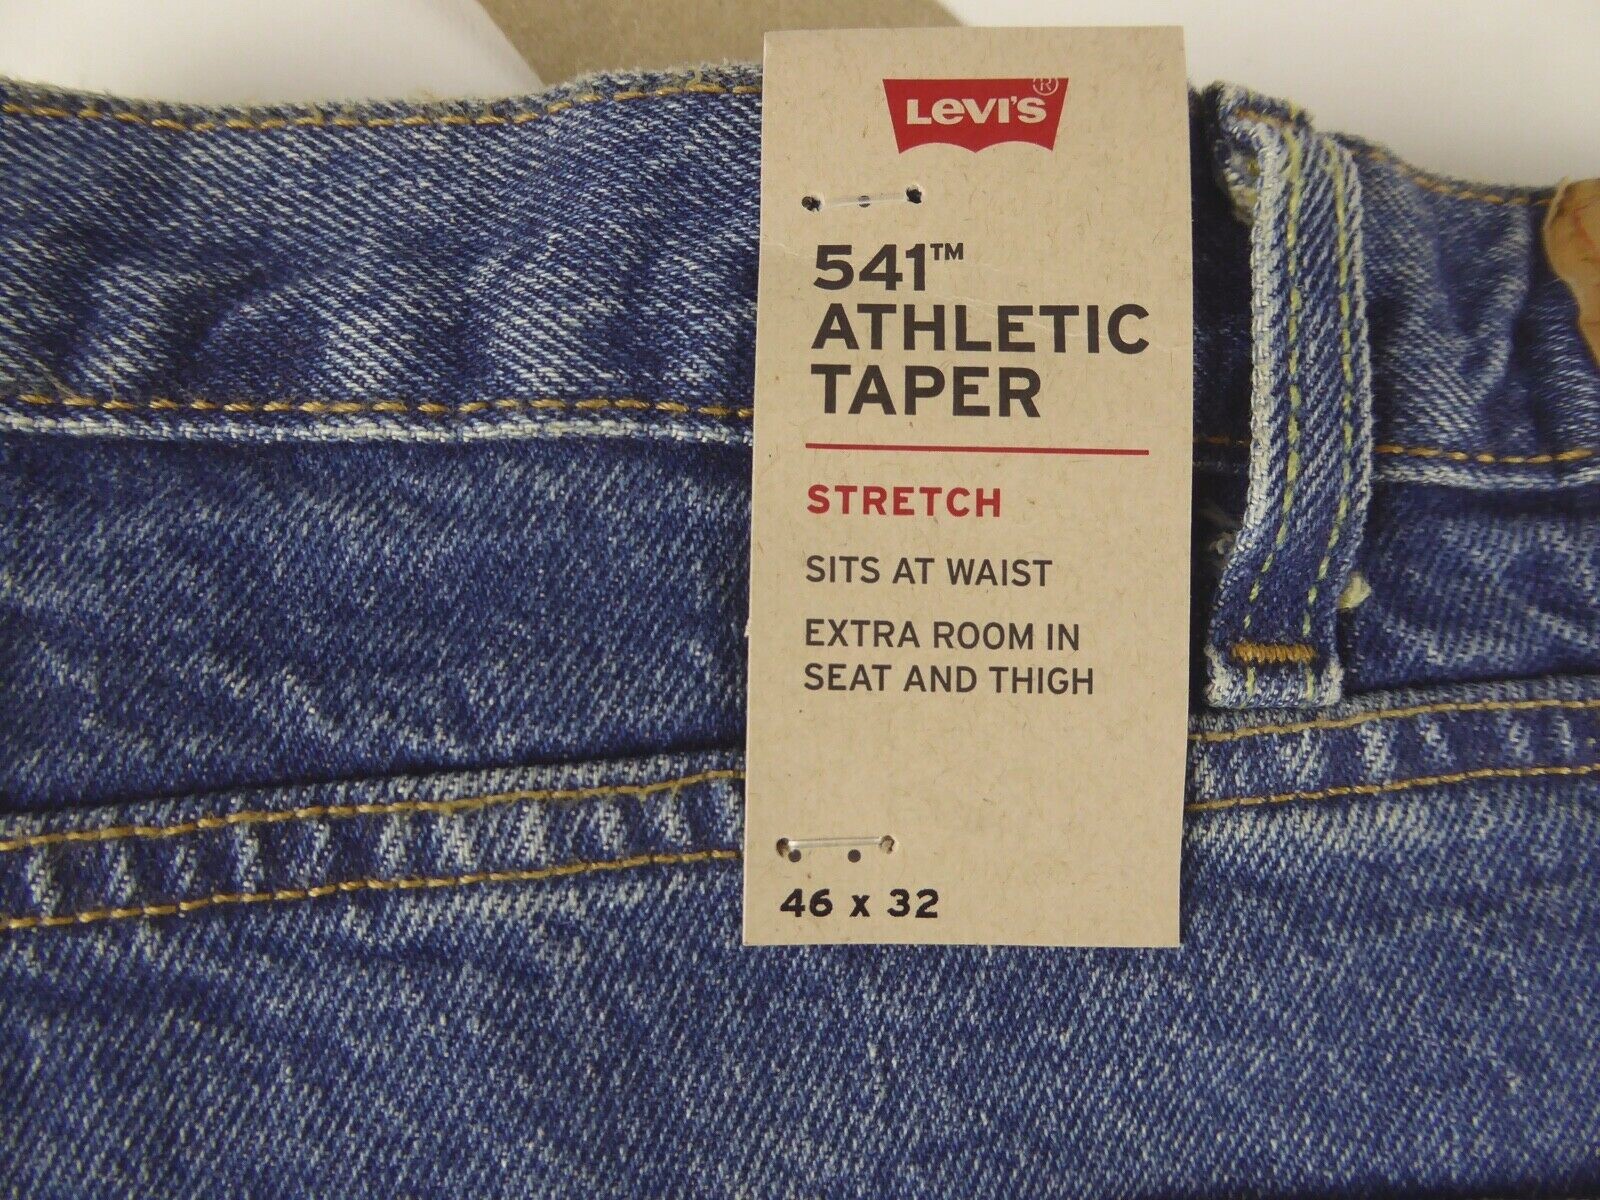 LEVI'S®
541™
ATHLETIC
TAPER
STRETCH
SITS AT WAIST
EXTRA ROOM IN
SEAT AND THIGH
46 x 32